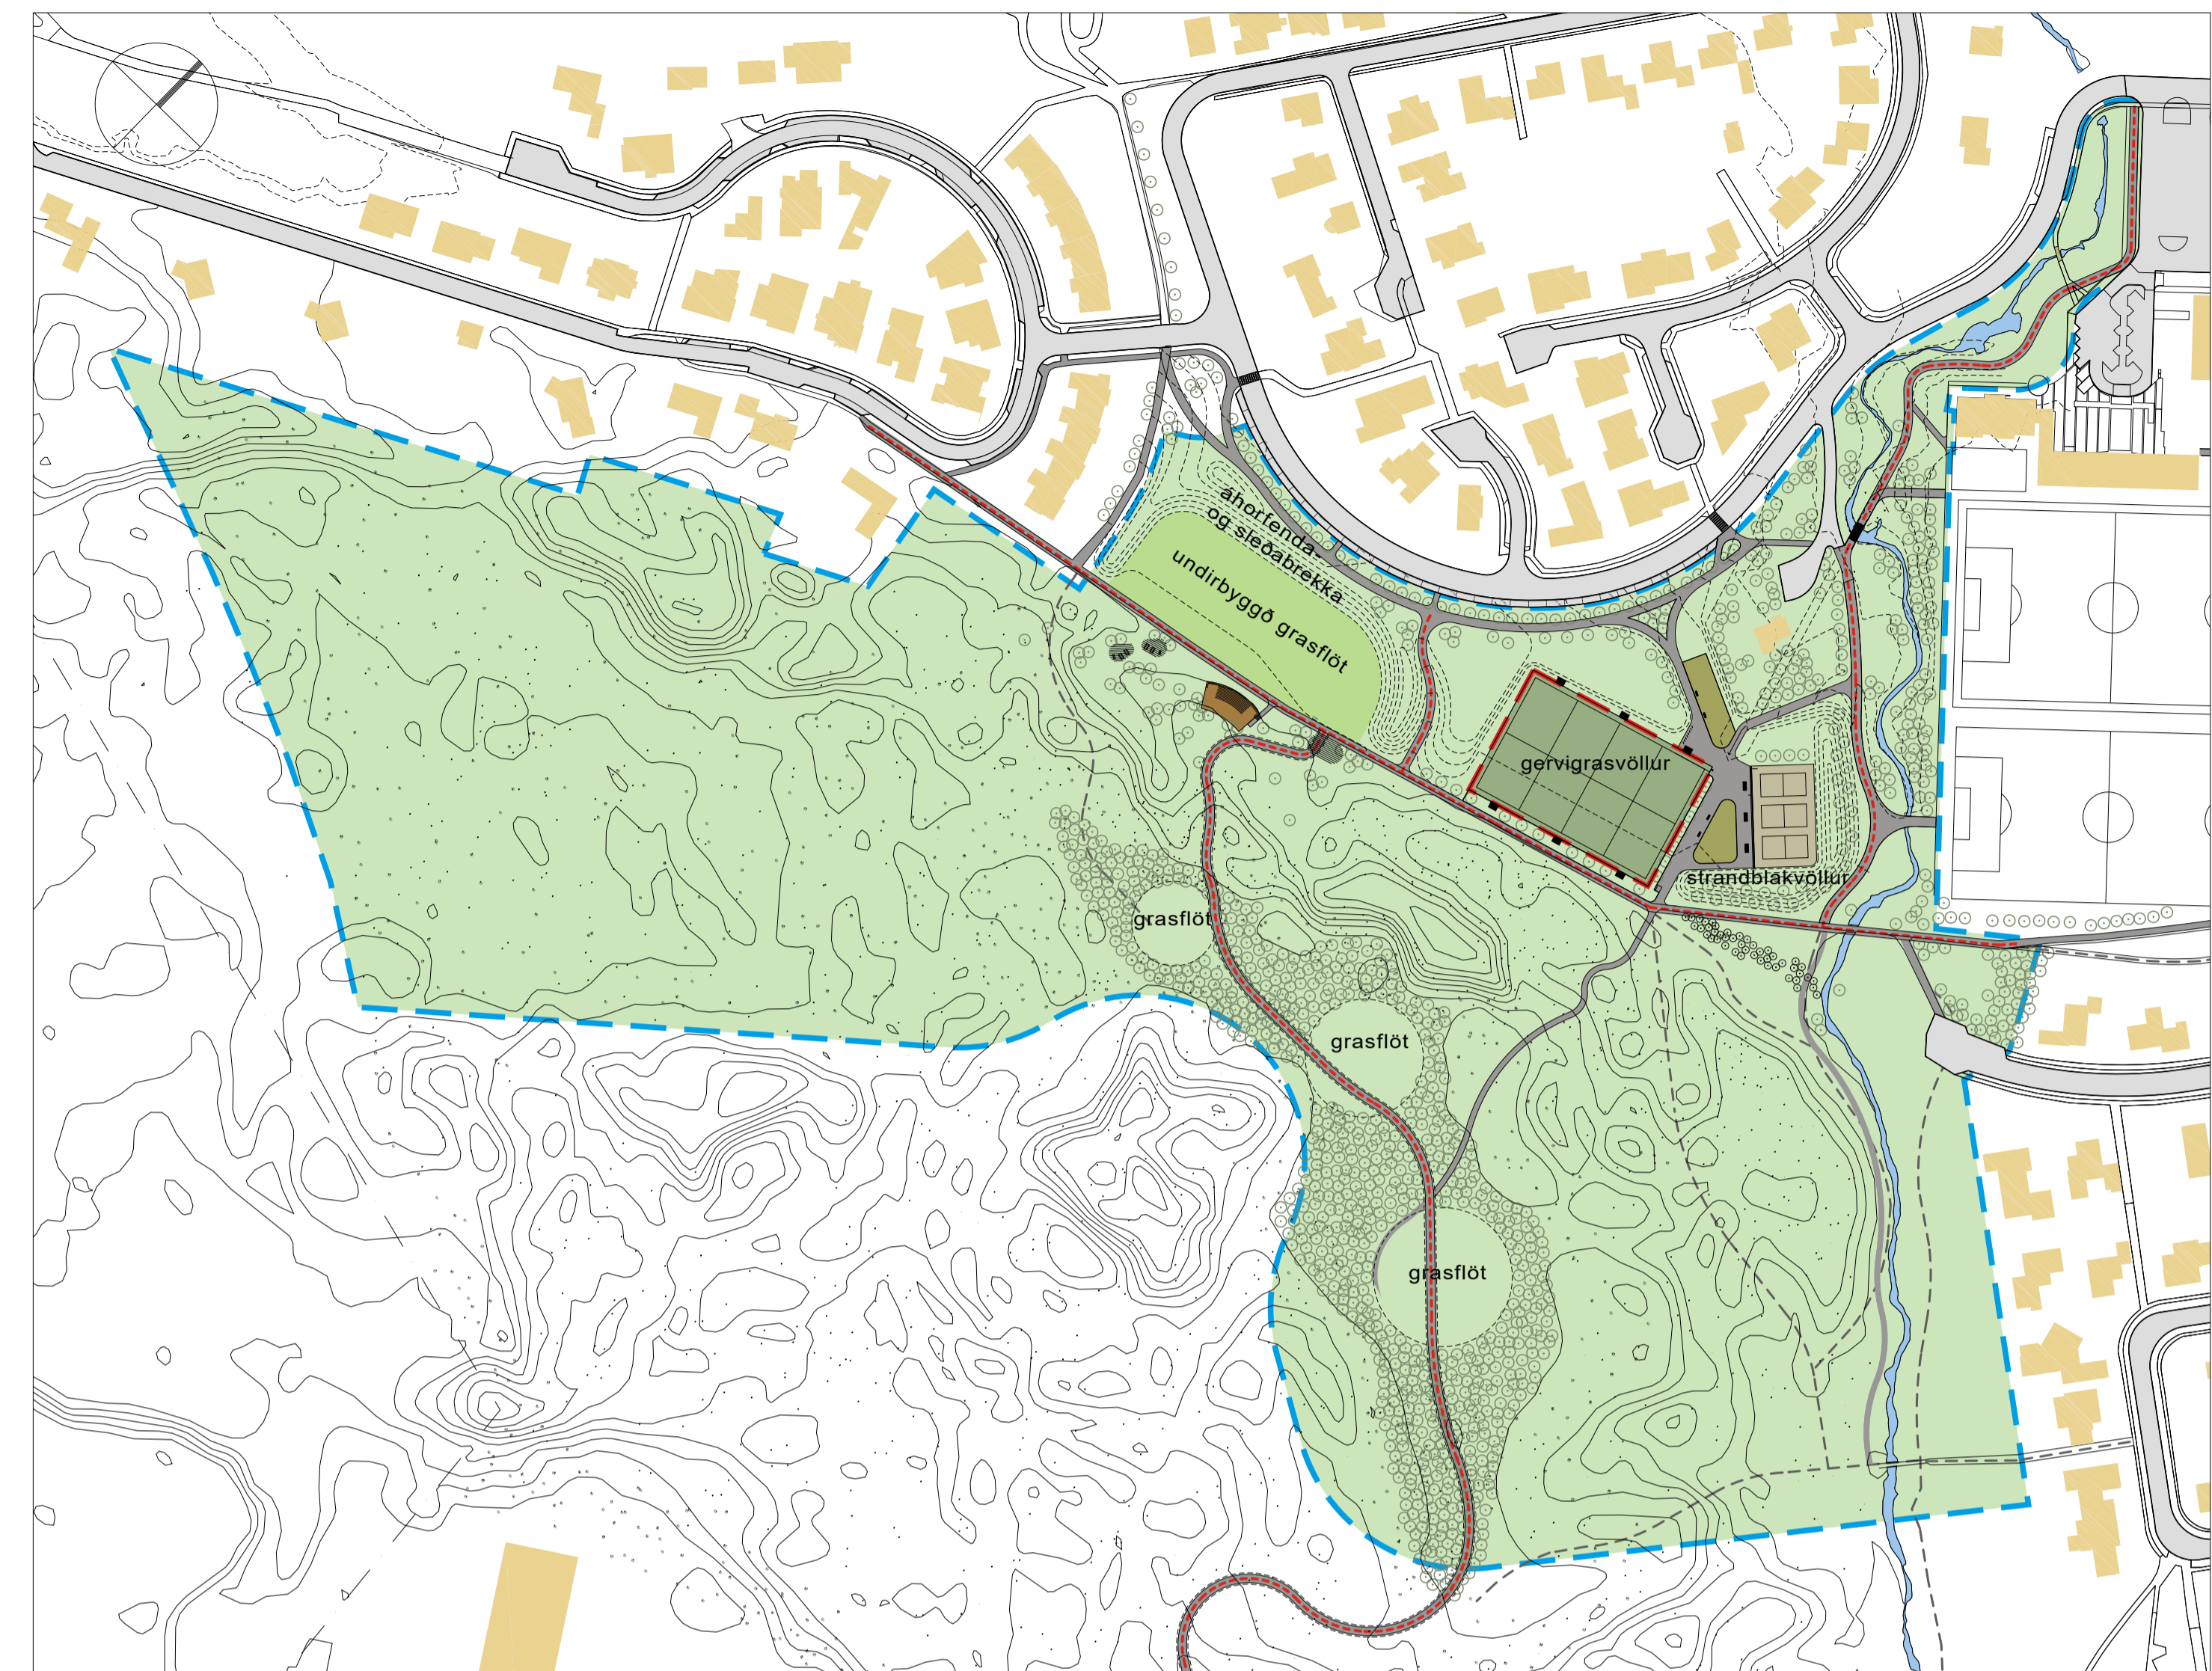 áhorfenda-
og sleðabrekka
undirbyggð grasflöt
gervigrasvöllur
strandblakvöllur
grasflöt
grasflöt
grasflöt